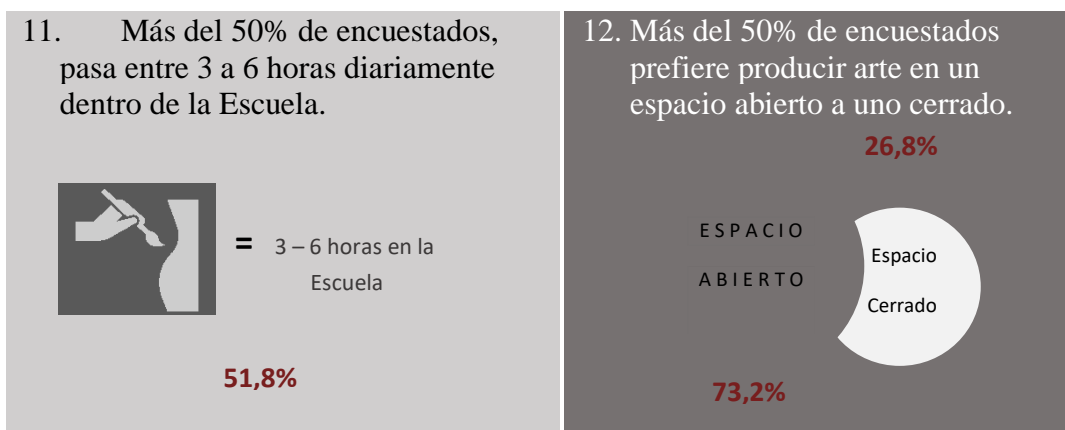 11. Más del 50% de encuestados,
pasa entre 3 a 6 horas diariamente
dentro de la Escuela.
= 3 – 6 horas en la
Escuela
51,8%
12. Más del 50% de encuestados
prefiere producir arte en un
espacio abierto a uno cerrado.
26,8%
ESPACIO
ABIERTO
Espacio
Cerrado
73,2%